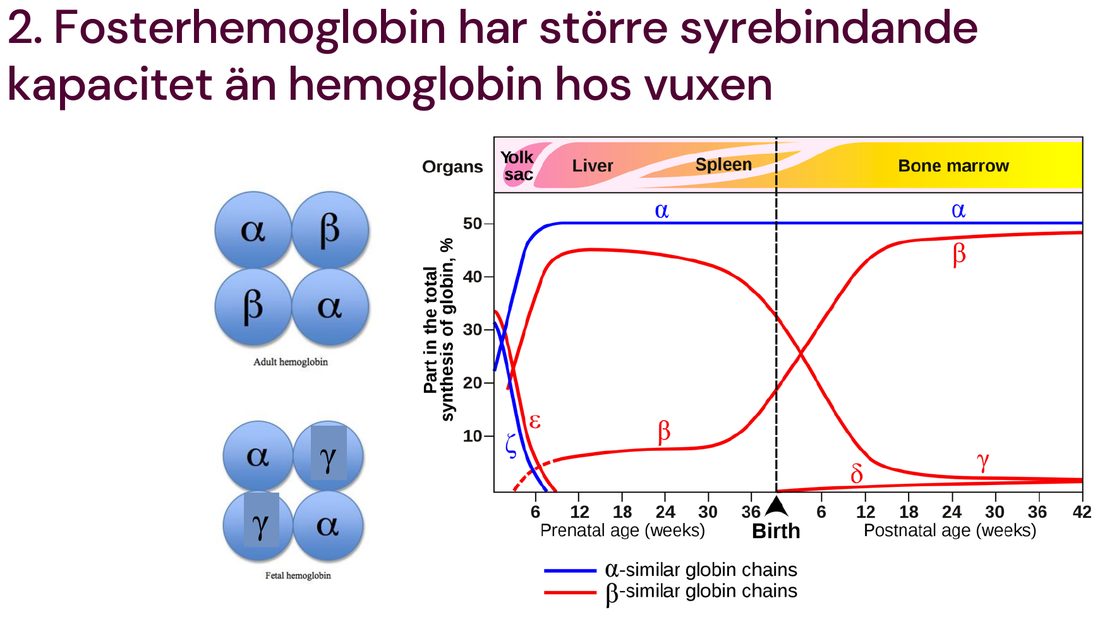 2. Fosterhemoglobin har större syrebindande
kapacitet än hemoglobin hos vuxen
α β
β α
Adult hemoglobin
α γ
γ α
Fetal hemoglobin
Organs
Yolk
sac
Liver
Spleen
Bone marrow
Part in the total
synthesis of globin, %
50
40
30
20
10
α α
β
ε
ζ
β
δ
γ
6 12 18 24 30 36 6 12 18 24 30 36 42
Prenatal age (weeks) Birth Postnatal age (weeks)
α-similar globin chains
β-similar globin chains